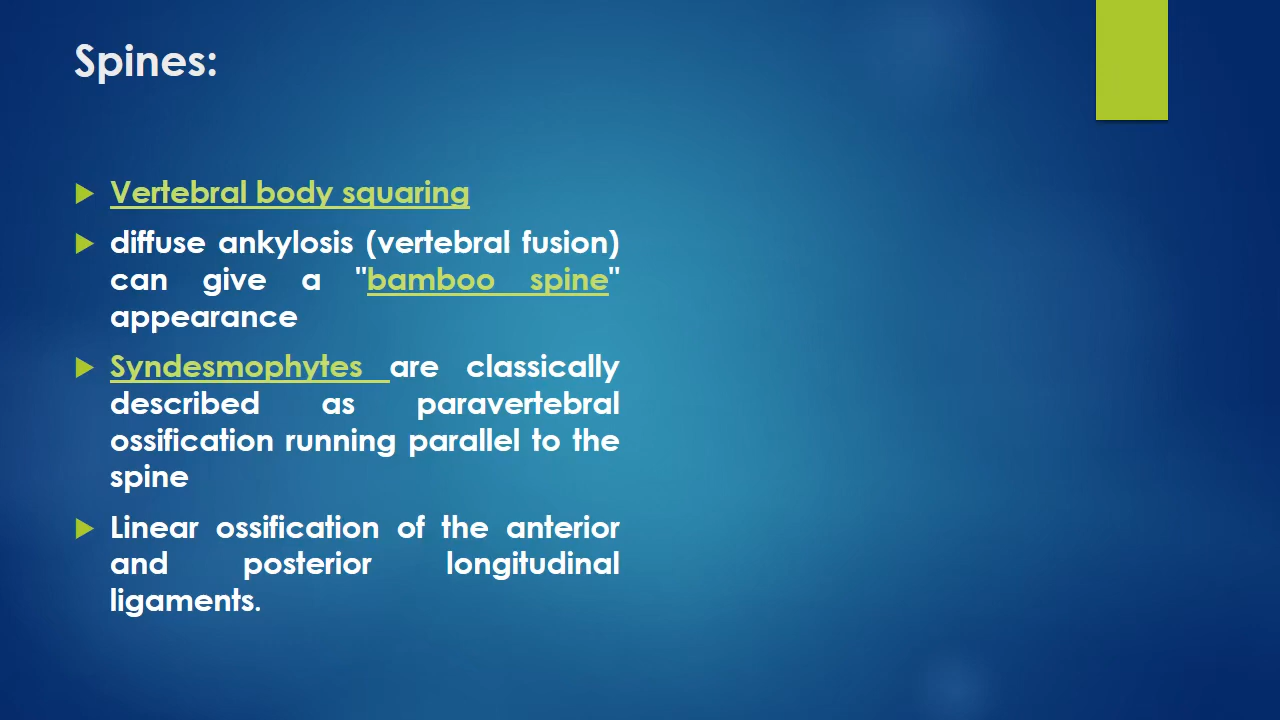 Spines:
Vertebral body squaring
diffuse ankylosis (vertebral fusion)
can give a "bamboo spine"
appearance
Syndesmophytes are classically
described as paravertebral
ossification running parallel to the
spine
Linear ossification of the anterior
and posterior longitudinal
ligaments.